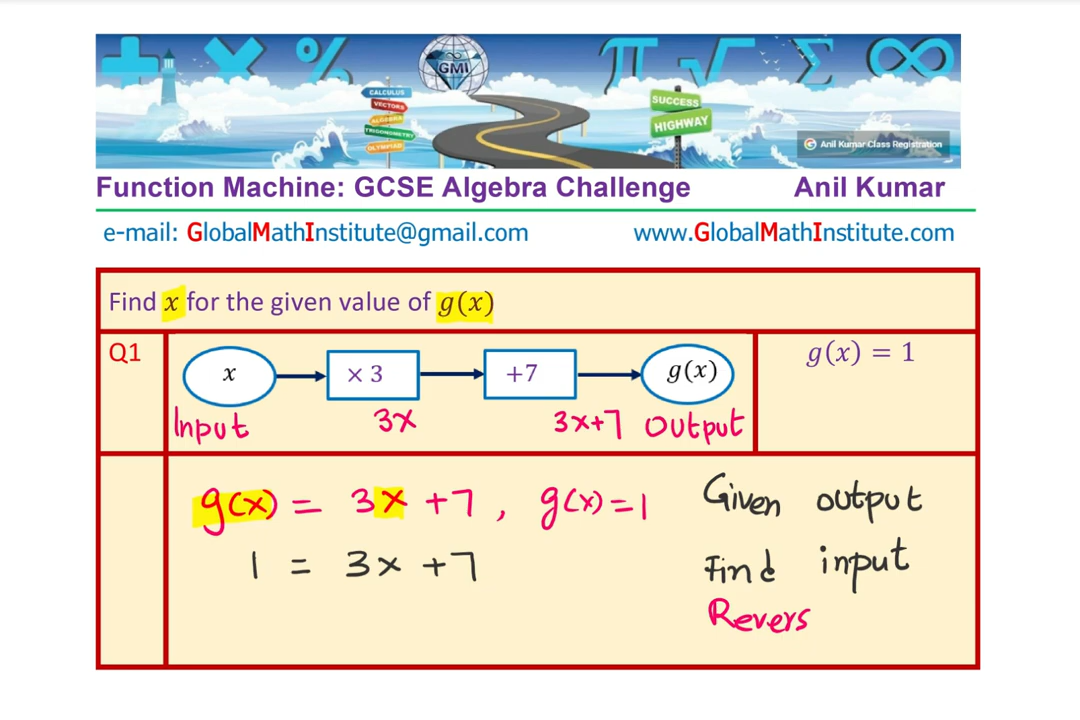 + × % GMI π √ Σ ∞
CALCULUS
VECTORS
ALGEBRA
TRIGONOMETRY
OLYMPIAD
SUCCESS
HIGHWAY
Anil Kumar Class Registration
Function Machine: GCSE Algebra Challenge Anil Kumar
e-mail: GlobalMathInstitute@gmail.com www.GlobalMathInstitute.com
Find x for the given value of g(x)
Q1 x × 3 +7 g(x) g(x) = 1
Input 3x 3x+7 Output
g(x) = 3x +7, g(x)=1 Given output
1 = 3x +7 Find input
Revers